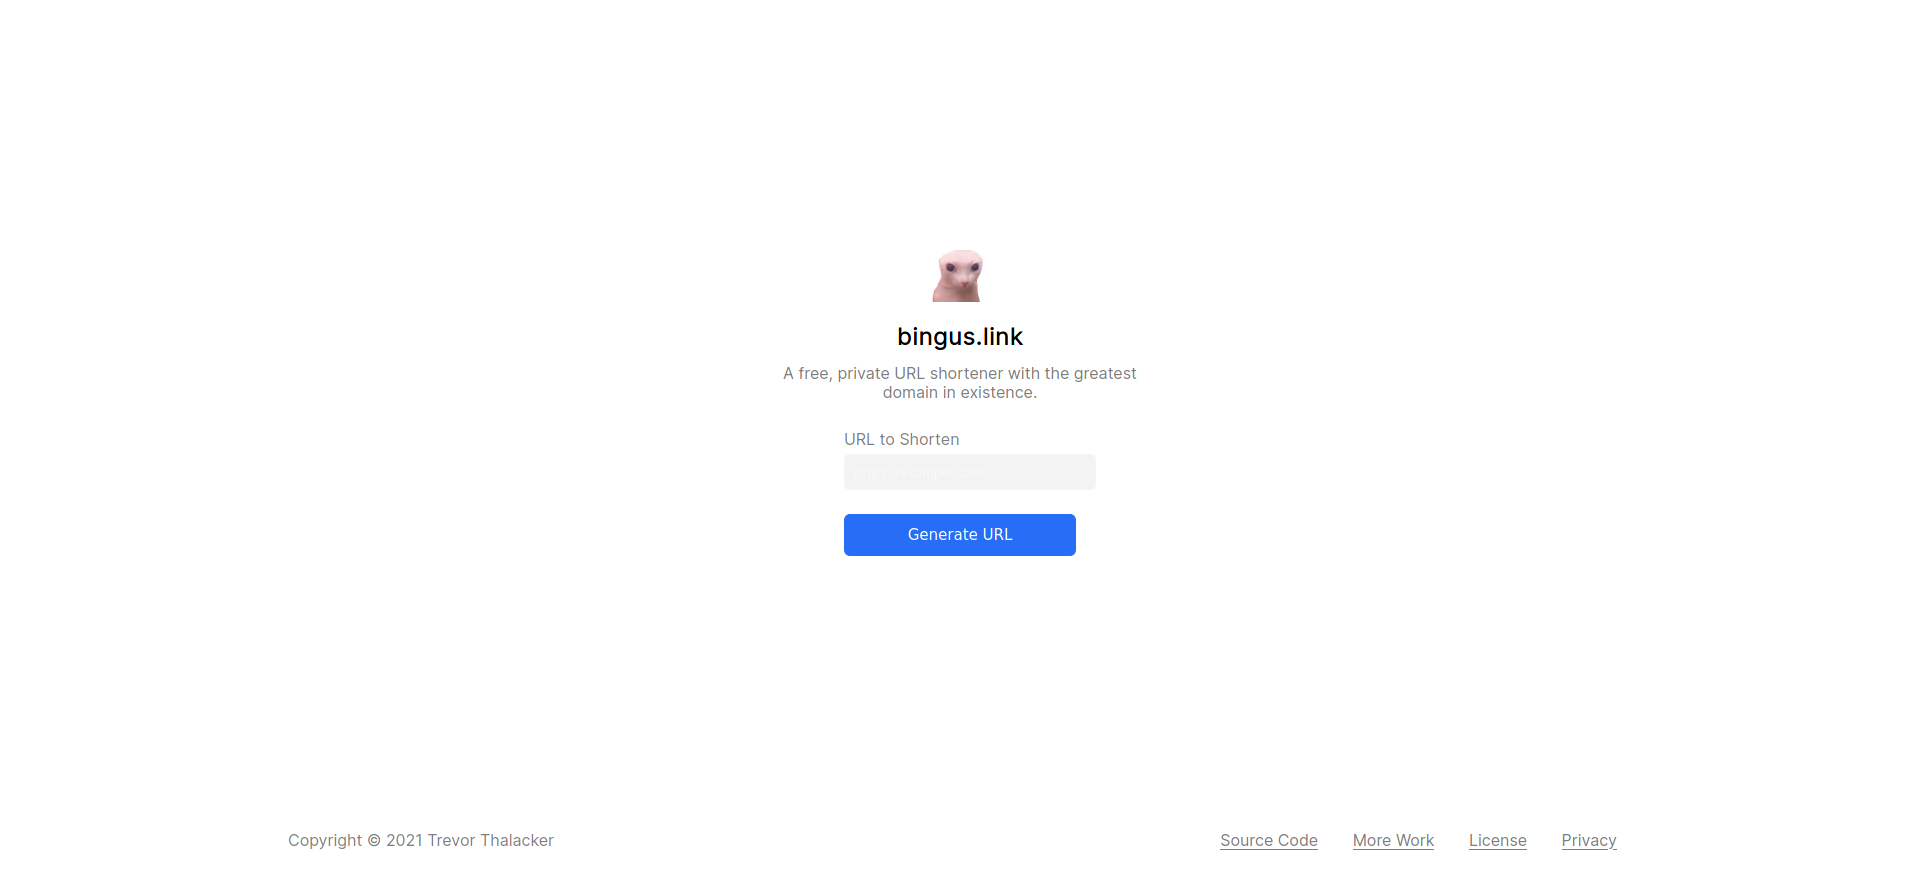 bingus.link
A free, private URL shortener with the greatest
domain in existence.
URL to Shorten
https://example.com
Generate URL
Copyright © 2021 Trevor Thalacker
Source Code
More Work
License
Privacy